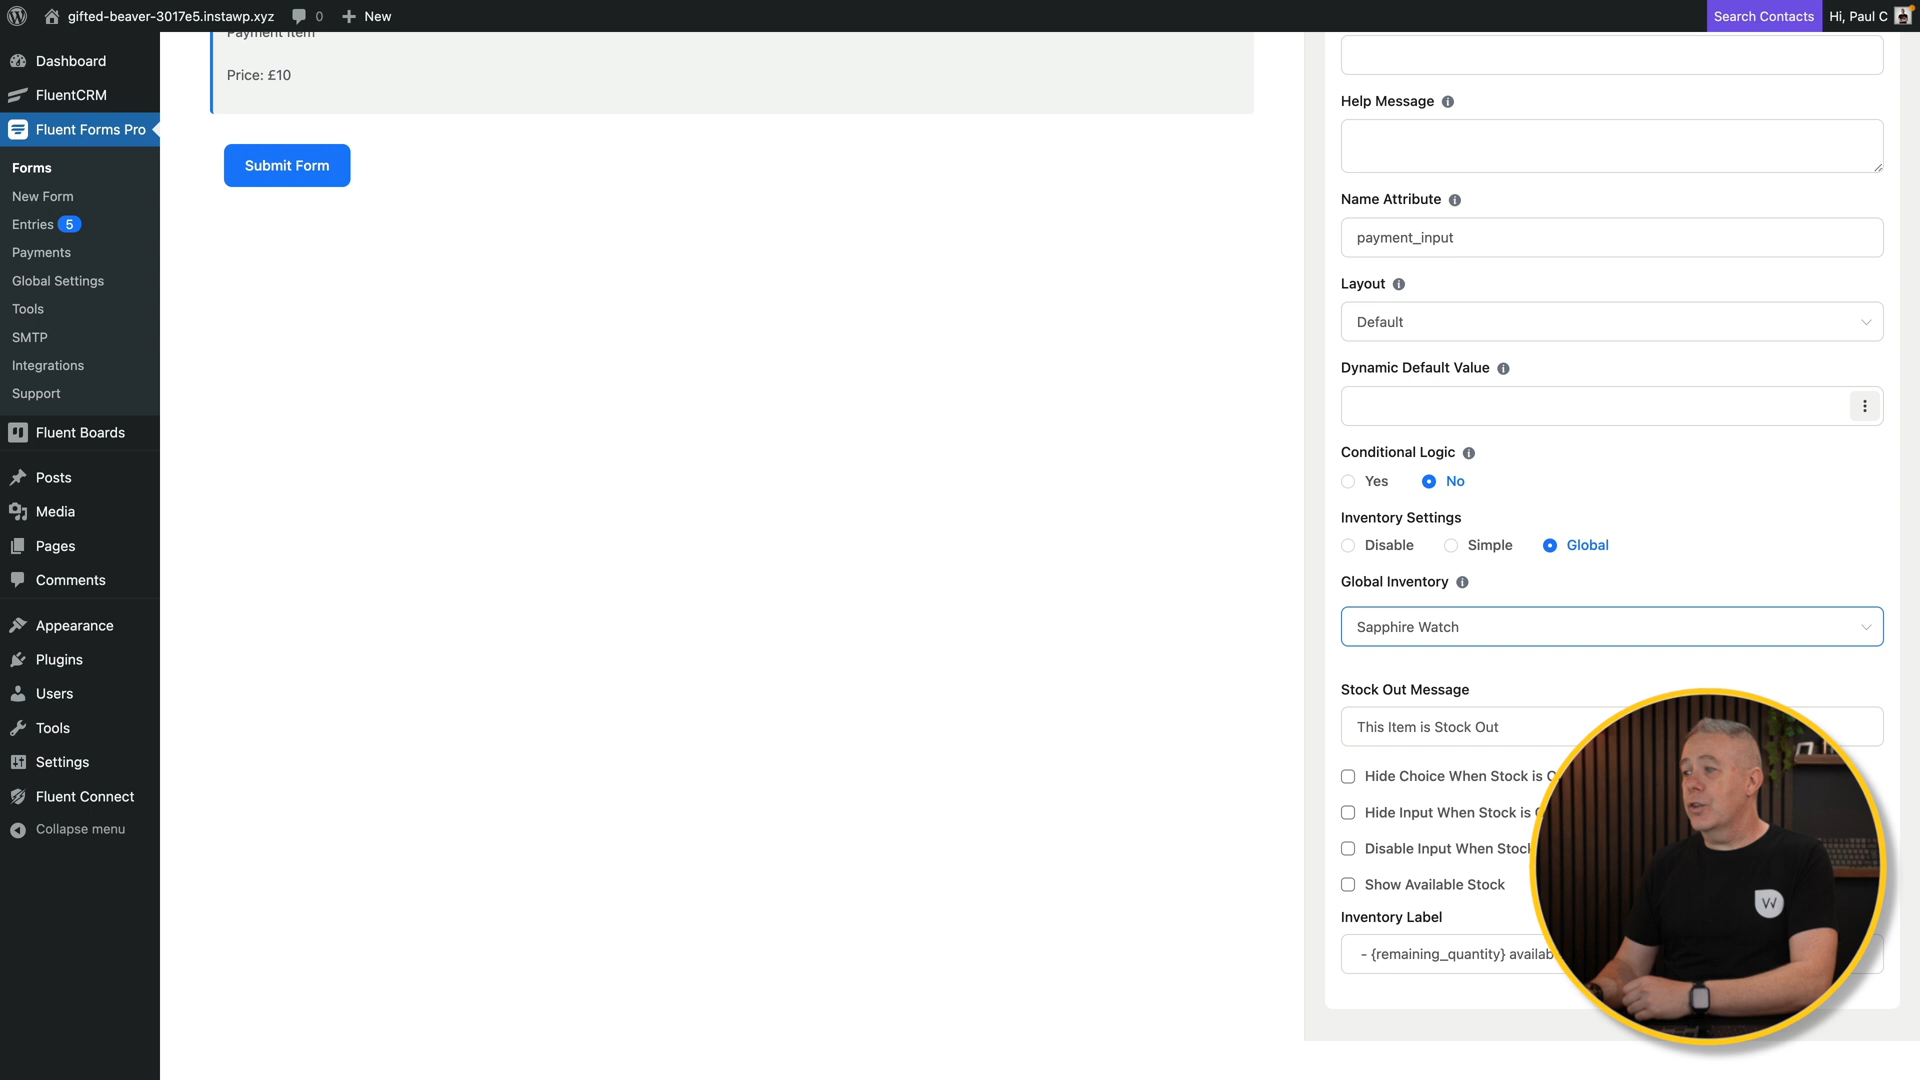 gifted-beaver-3017e5.instawp.xyz
0
New
Search Contacts
Hi, Paul C
Dashboard
FluentCRM
Fluent Forms Pro
Forms
New Form
Entries 5
Payments
Global Settings
Tools
SMTP
Integrations
Support
Fluent Boards
Posts
Media
Pages
Comments
Appearance
Plugins
Users
Tools
Settings
Fluent Connect
Collapse menu
Payment Item
Price: £10
Submit Form
Help Message
Name Attribute
payment_input
Layout
Default
Dynamic Default Value
Conditional Logic
Yes No
Inventory Settings
Disable Simple Global
Global Inventory
Sapphire Watch
Stock Out Message
This Item is Stock Out
Hide Choice When Stock is
Hide Input When Stock is
Disable Input When Stock
Show Available Stock
Inventory Label
- {remaining_quantity} availab
W